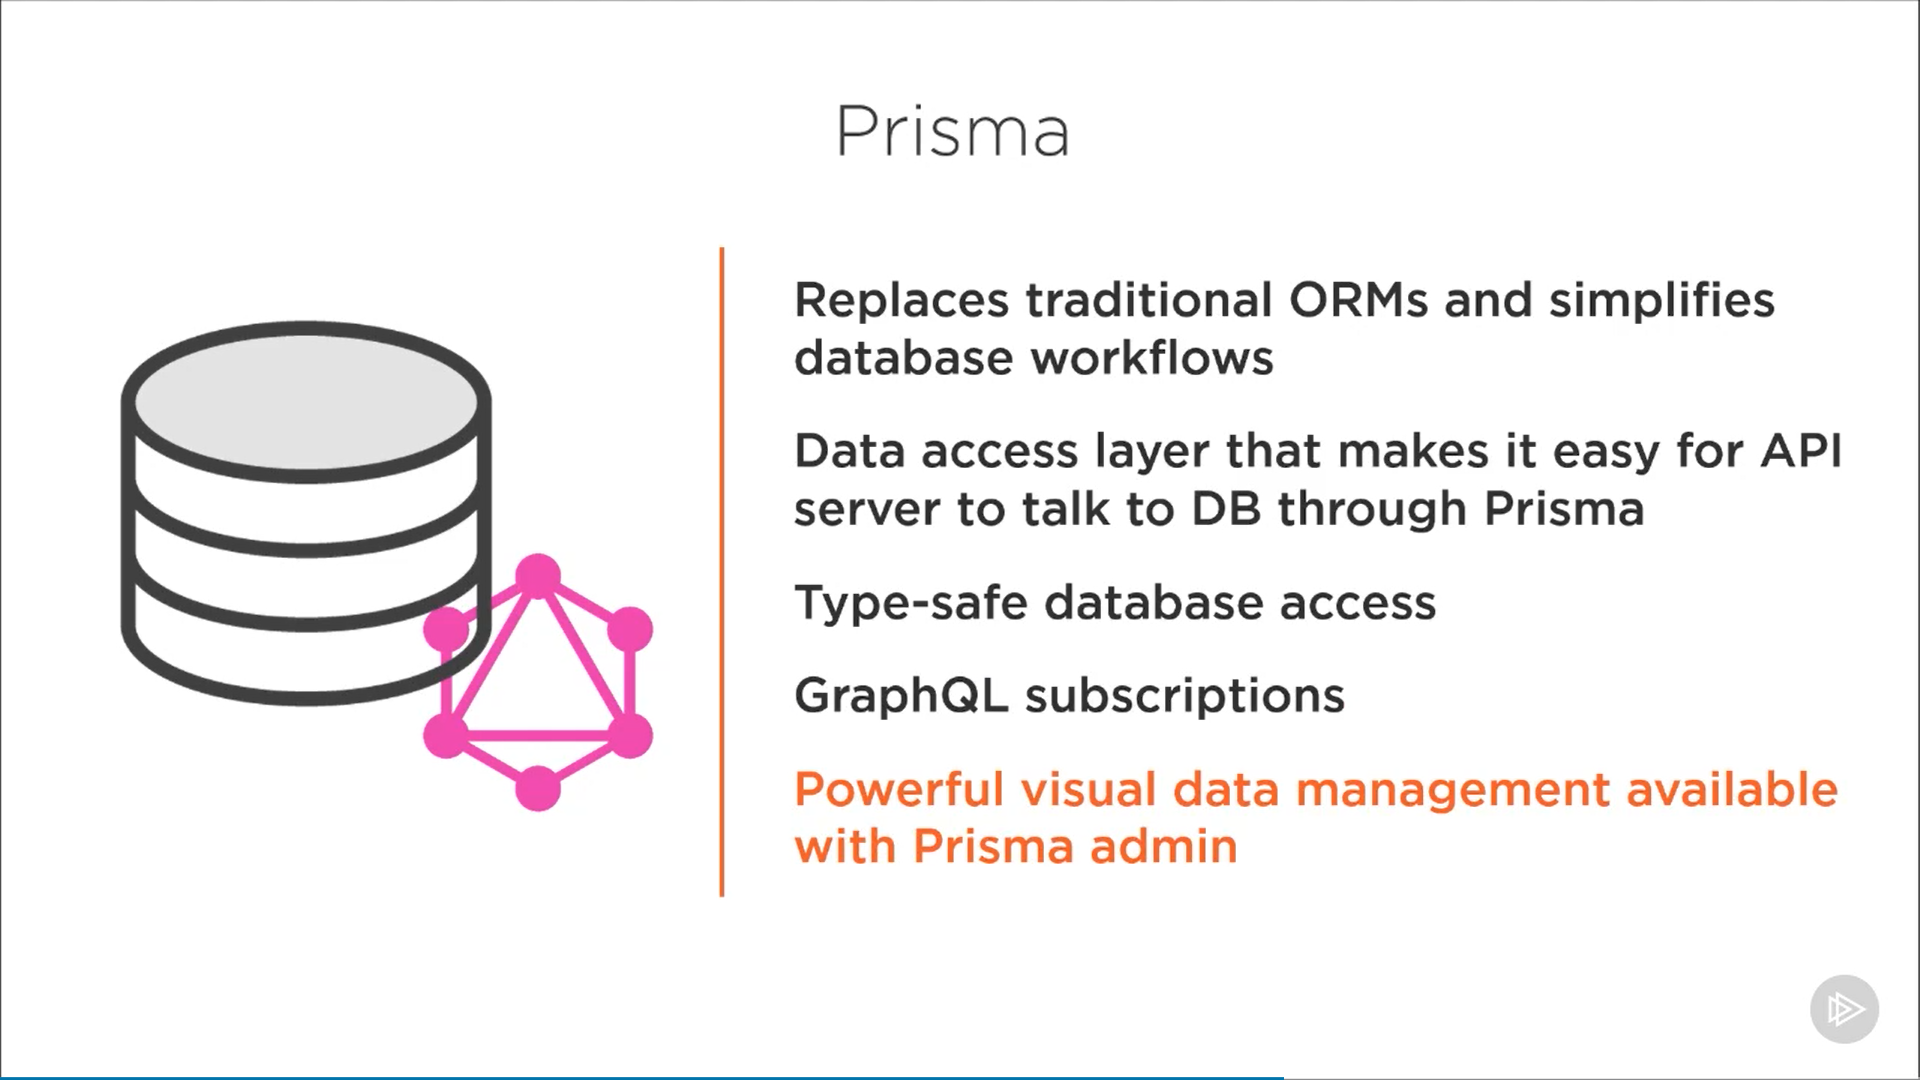 Prisma
Replaces traditional ORMs and simplifies
database workflows
Data access layer that makes it easy for API
server to talk to DB through Prisma
Type-safe database access
GraphQL subscriptions
Powerful visual data management available
with Prisma admin